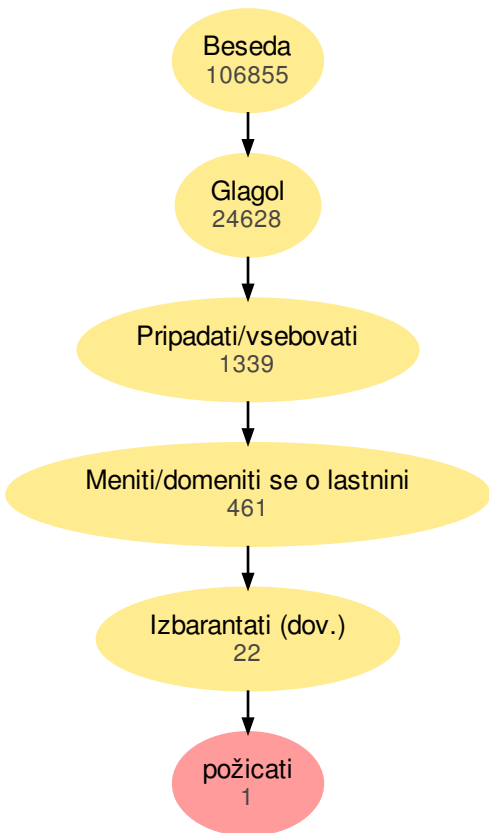 Beseda
106855
Glagol
24628
Pripadati/vsebovati
1339
Meniti/domeniti se o lastnini
461
Izbarantati (dov.)
22
požicati
1